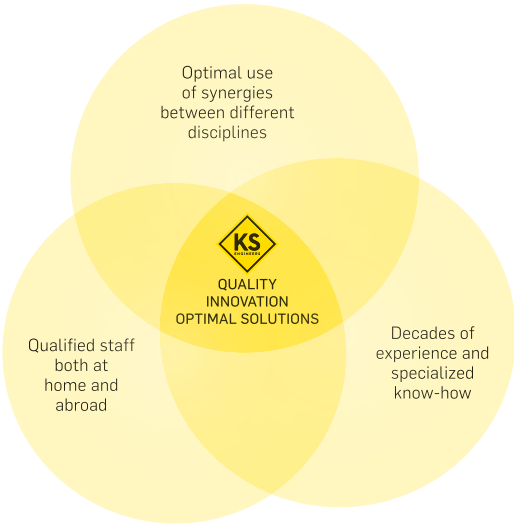 Optimal use
of synergies
between different
disciplines
KS
ENGINEERS
QUALITY
INNOVATION
OPTIMAL SOLUTIONS
Qualified staff
both at
home and
abroad
Decades of
experience and
specialized
know-how